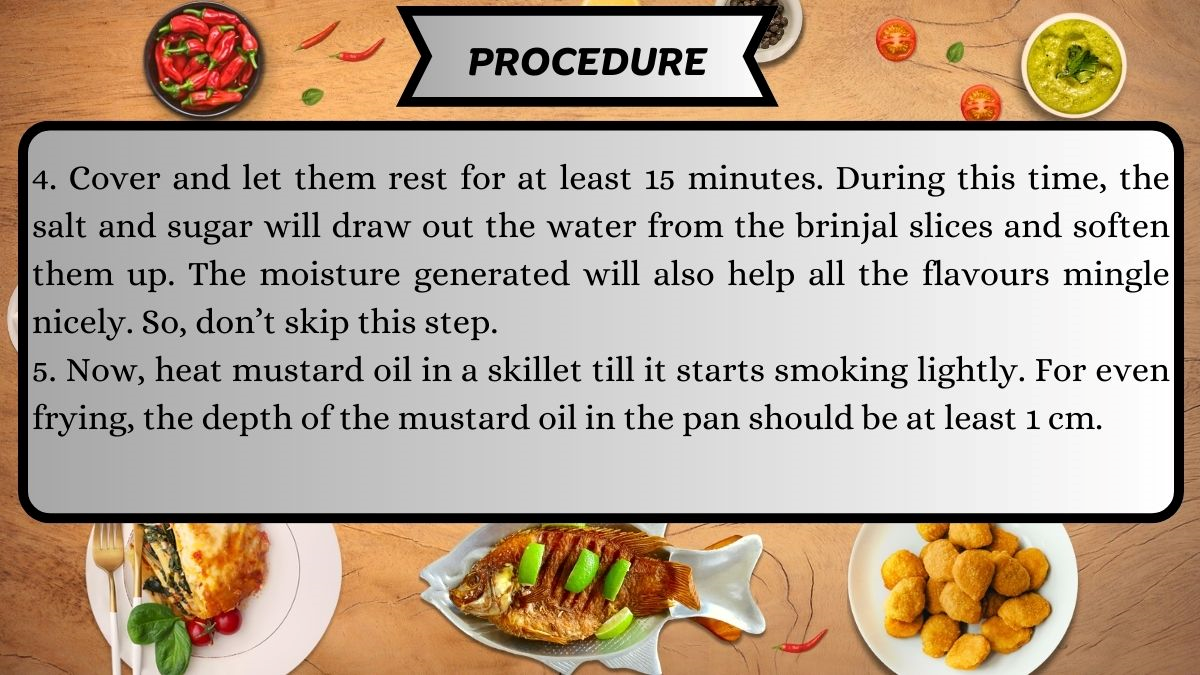 PROCEDURE
4. Cover and let them rest for at least 15 minutes. During this time, the
salt and sugar will draw out the water from the brinjal slices and soften
them up. The moisture generated will also help all the flavours mingle
nicely. So, don’t skip this step.
5. Now, heat mustard oil in a skillet till it starts smoking lightly. For even
frying, the depth of the mustard oil in the pan should be at least 1 cm.